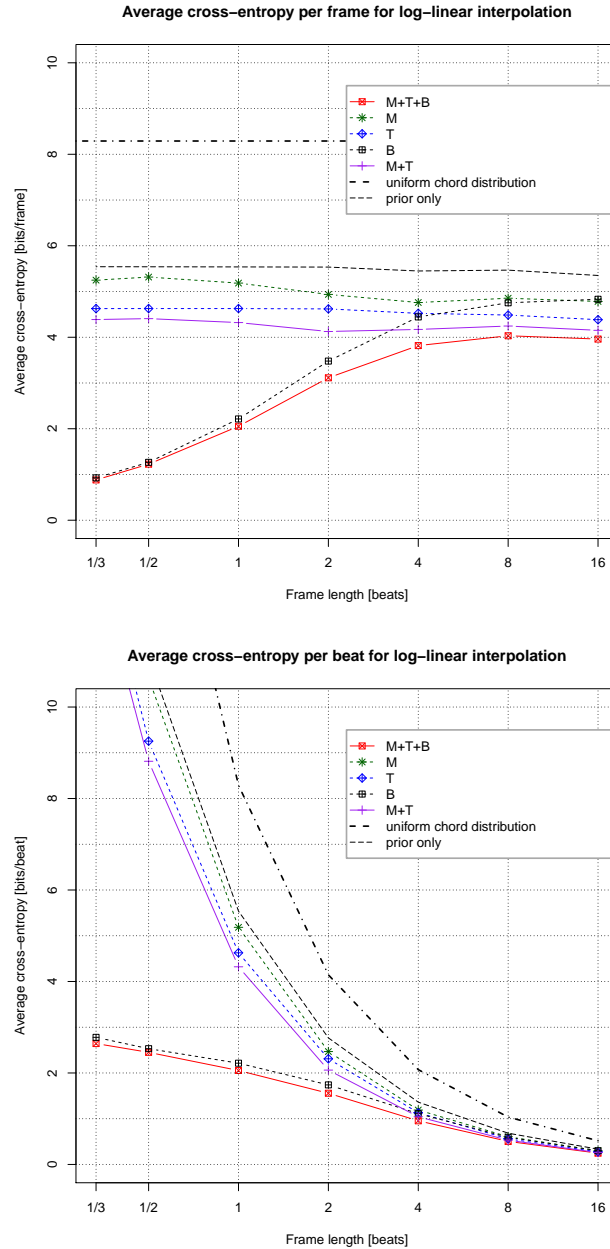 Average cross−entropy per frame for log−linear interpolation
Average cross−entropy [bits/frame]
10
8
6
4
2
0
M+T+B
M
T
B
M+T
uniform chord distribution
prior only
1/3 1/2 1 2 4 8 16
Frame length [beats]
Average cross−entropy per beat for log−linear interpolation
Average cross−entropy [bits/beat]
10
8
6
4
2
0
M+T+B
M
T
B
M+T
uniform chord distribution
prior only
1/3 1/2 1 2 4 8 16
Frame length [beats]